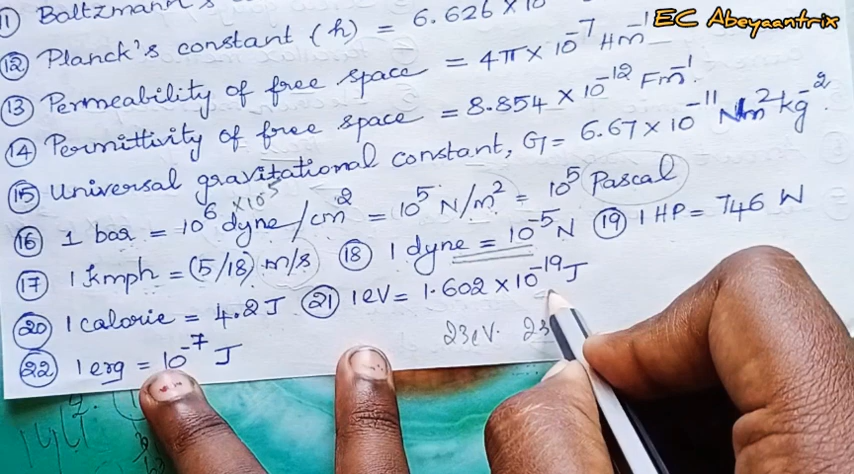 EC Abeyaantrix
⑪ Boltzmann's
⑫ Planck's constant (h) = 6.626 × 10
⑬ Permeability of free space = 4π × 10⁻⁷ Hm⁻¹
⑭ Permittivity of free space = 8.854 × 10⁻¹² Fm⁻¹
⑮ Universal gravitational constant, G = 6.67 × 10⁻¹¹ Nm² kg⁻²
×10⁻⁵
⑯ 1 bar = 10⁶ dyne/cm² = 10⁵ N/m² = 10⁵ Pascal
⑰ 1 kmph = (5/18) m/s ⑱ 1 dyne = 10⁻⁵ N ⑲ 1 HP = 746 W
⑳ 1 calorie = 4.2 J ㉑ 1 eV = 1.602 × 10⁻¹⁹ J
23eV. 23
㉒ 1 erg = 10⁻⁷ J